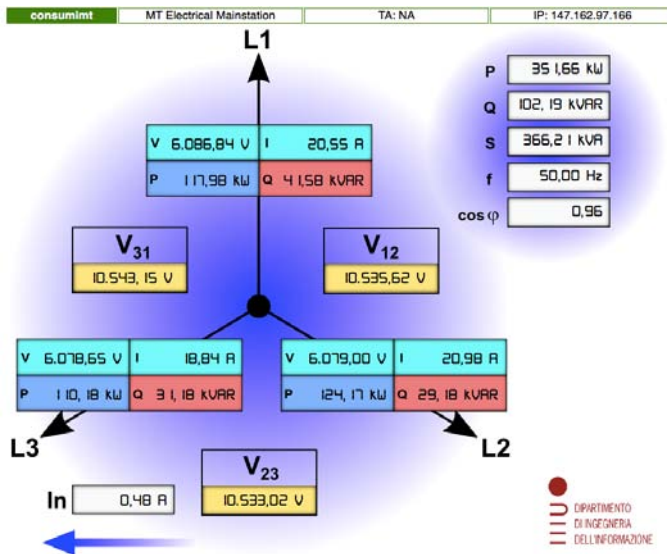 consumimt MT Electrical Mainstation TA: NA IP: 147.162.97.166
L1
P 351,66 kW
Q 102,19 kVAR
S 366,21 kVA
f 50,00 Hz
cos φ 0,96
V 6.086,84 V I 20,55 A
P 117,98 kW Q 41,58 kVAR
V31
10.543,15 V
V12
10.535,62 V
V 6.078,65 V I 18,84 A
P 110,18 kW Q 31,18 kVAR
V 6.079,00 V I 20,98 A
P 124,17 kW Q 29,18 kVAR
L3
L2
V23
10.533,02 V
In 0,48 A
DIPARTIMENTO
DI INGEGNERIA
DELL'INFORMAZIONE